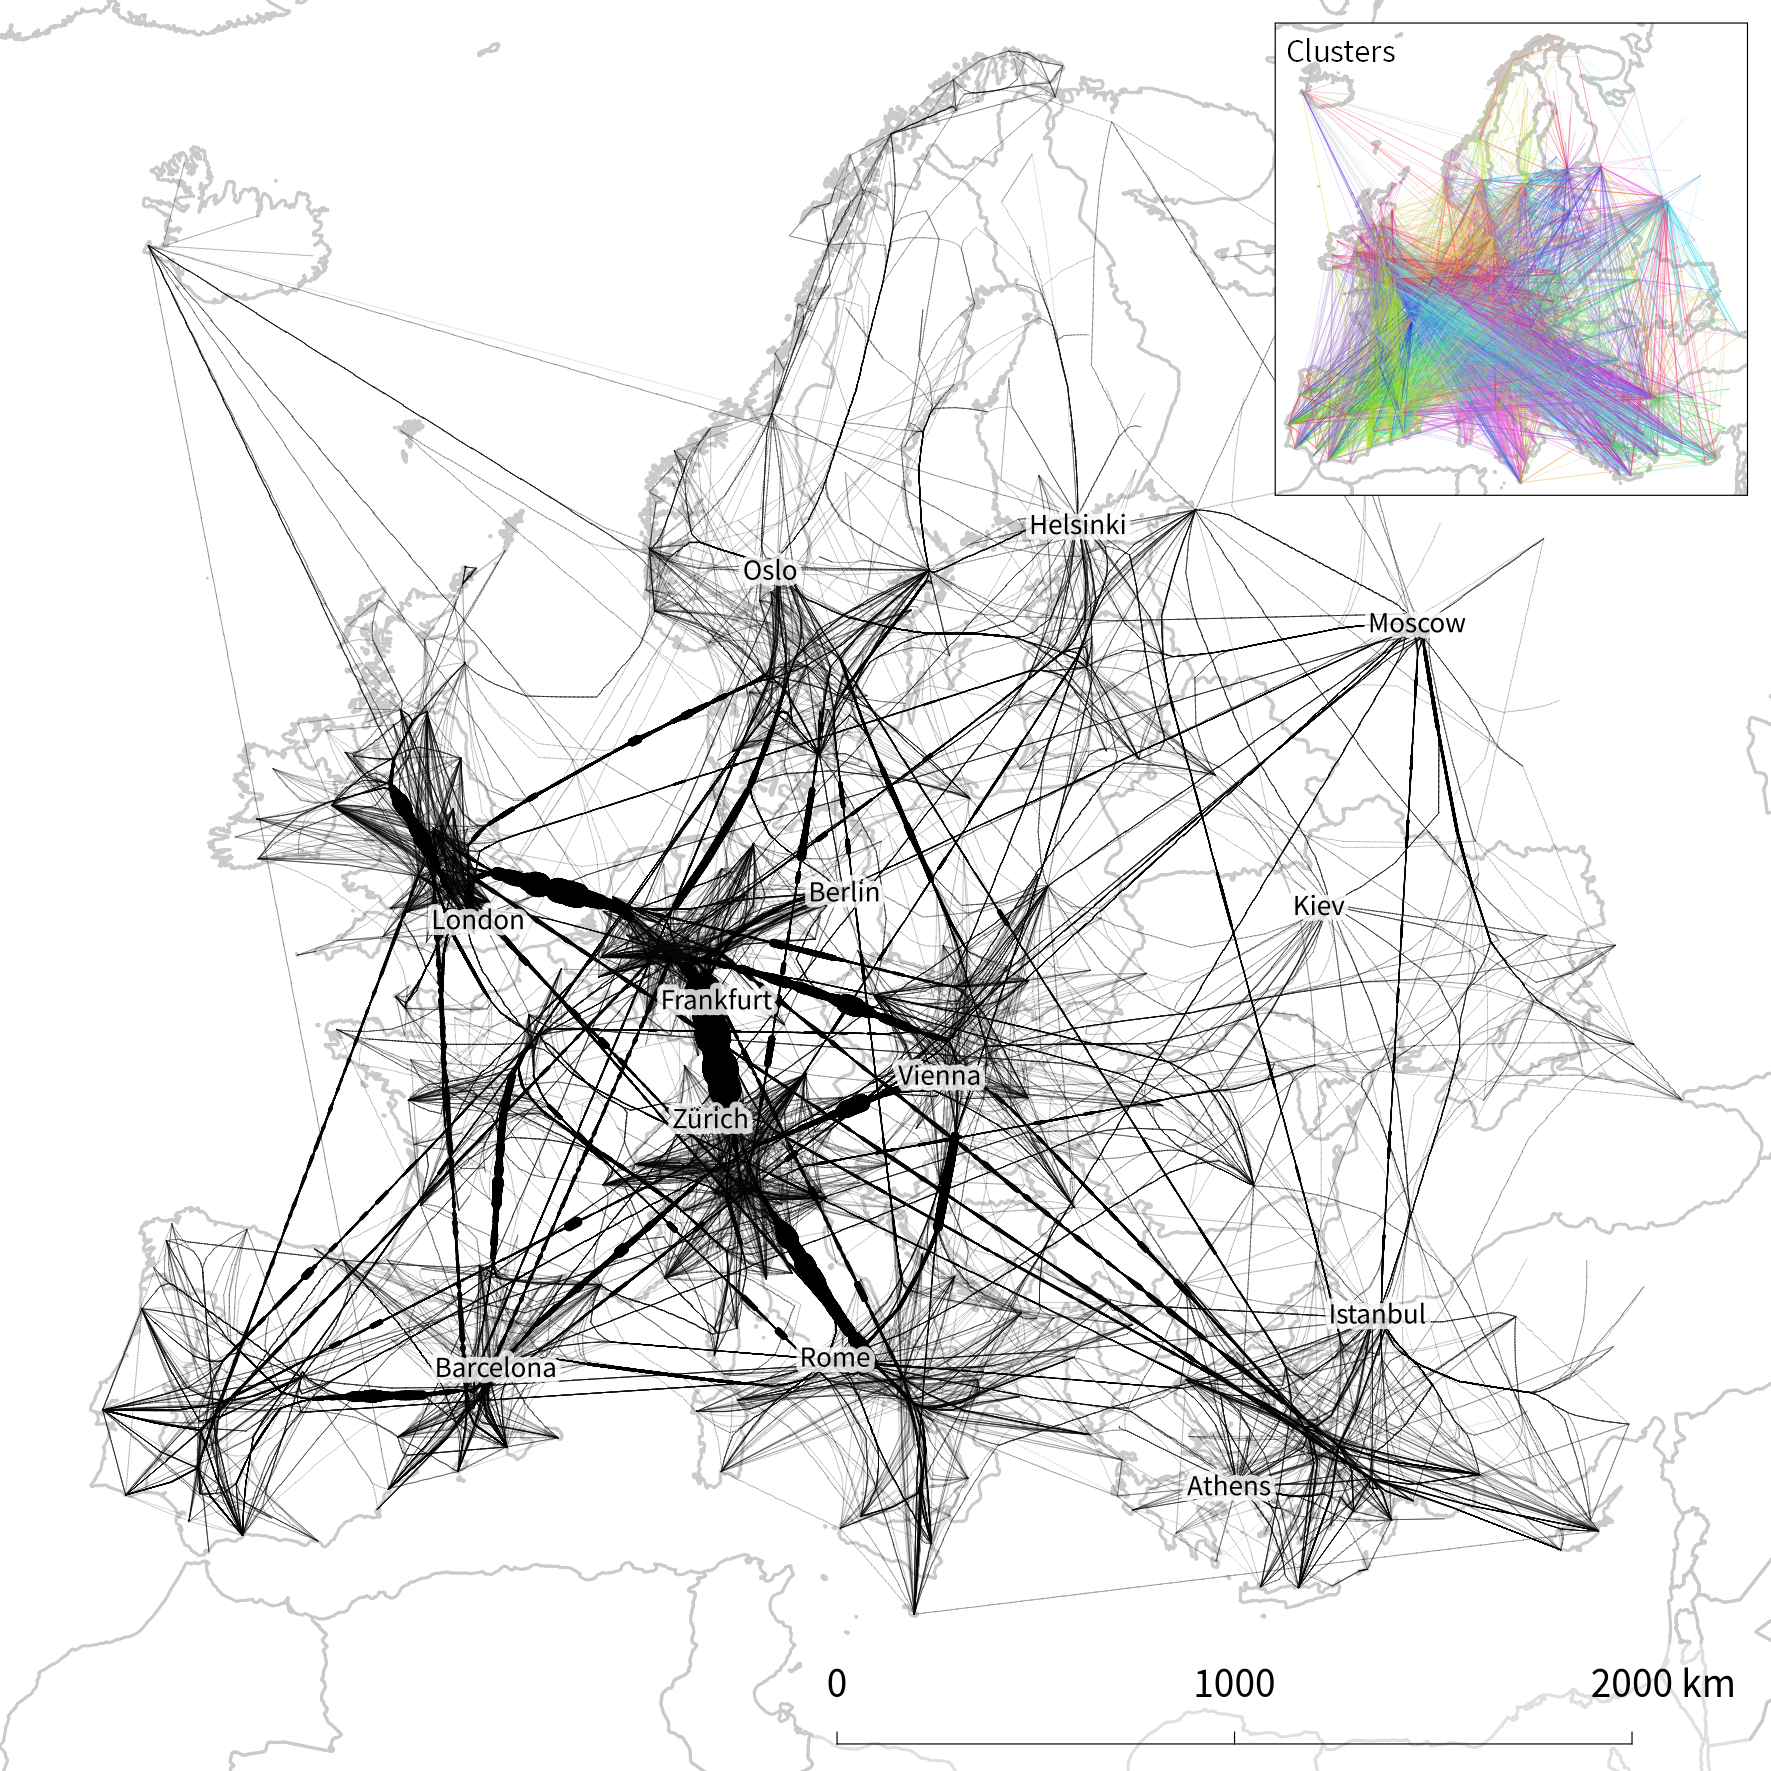 Clusters
Helsinki
Oslo
Moscow
Berlin
Kiev
London
Frankfurt
Vienna
Zürich
Istanbul
Rome
Barcelona
Athens
0 1000 2000 km